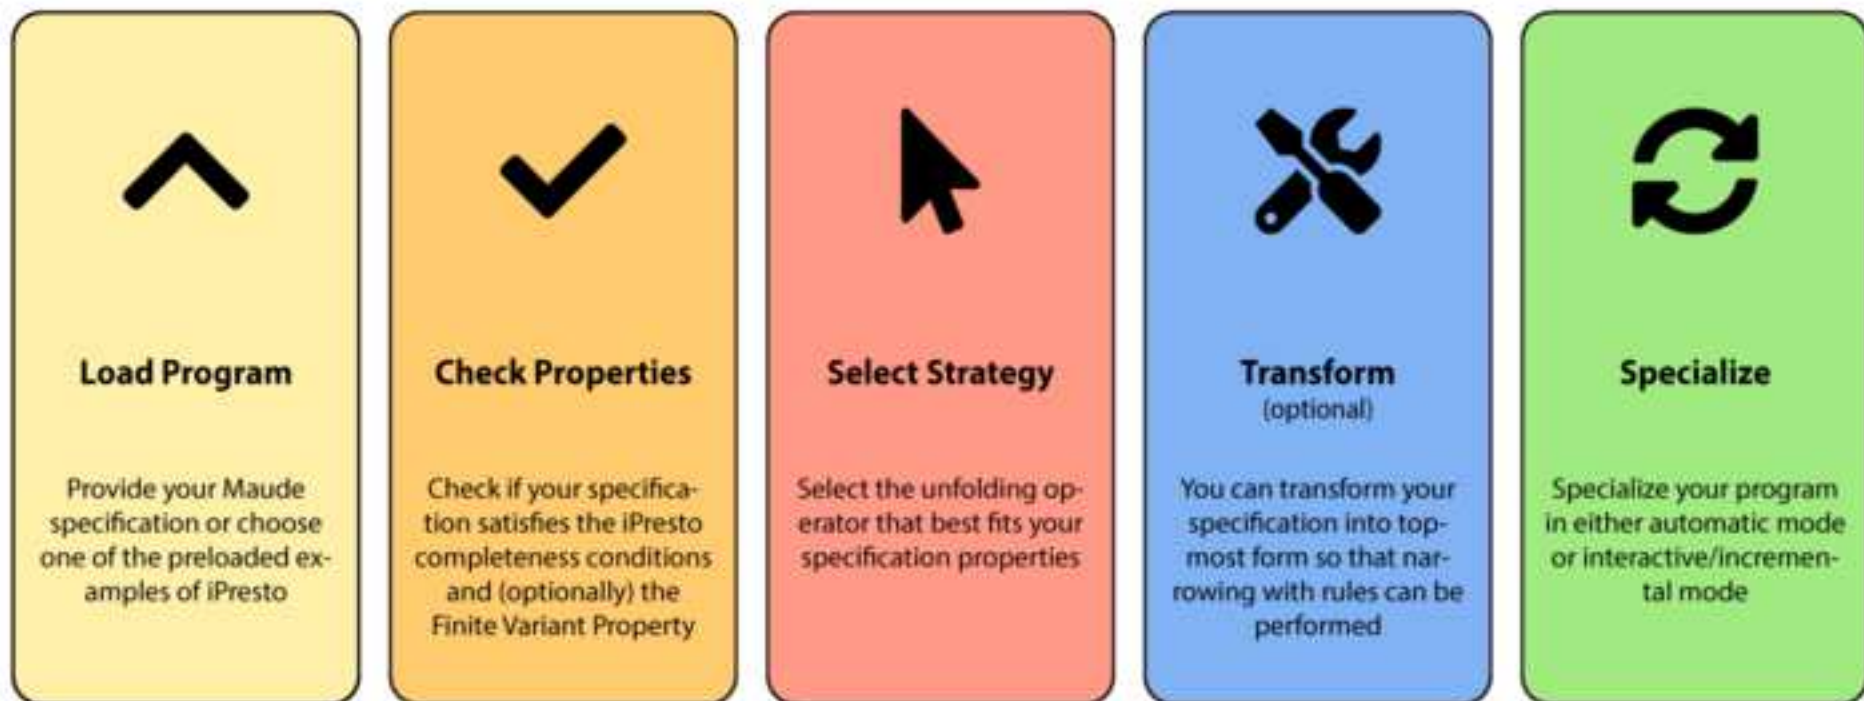 Load Program
Provide your Maude
specification or choose
one of the preloaded ex-
amples of iPresto
Check Properties
Check if your specifica-
tion satisfies the iPresto
completeness conditions
and (optionally) the
Finite Variant Property
Select Strategy
Select the unfolding op-
erator that best fits your
specification properties
Transform
(optional)
You can transform your
specification into top-
most form so that nar-
rowing with rules can be
performed
Specialize
Specialize your program
in either automatic mode
or interactive/incremen-
tal mode